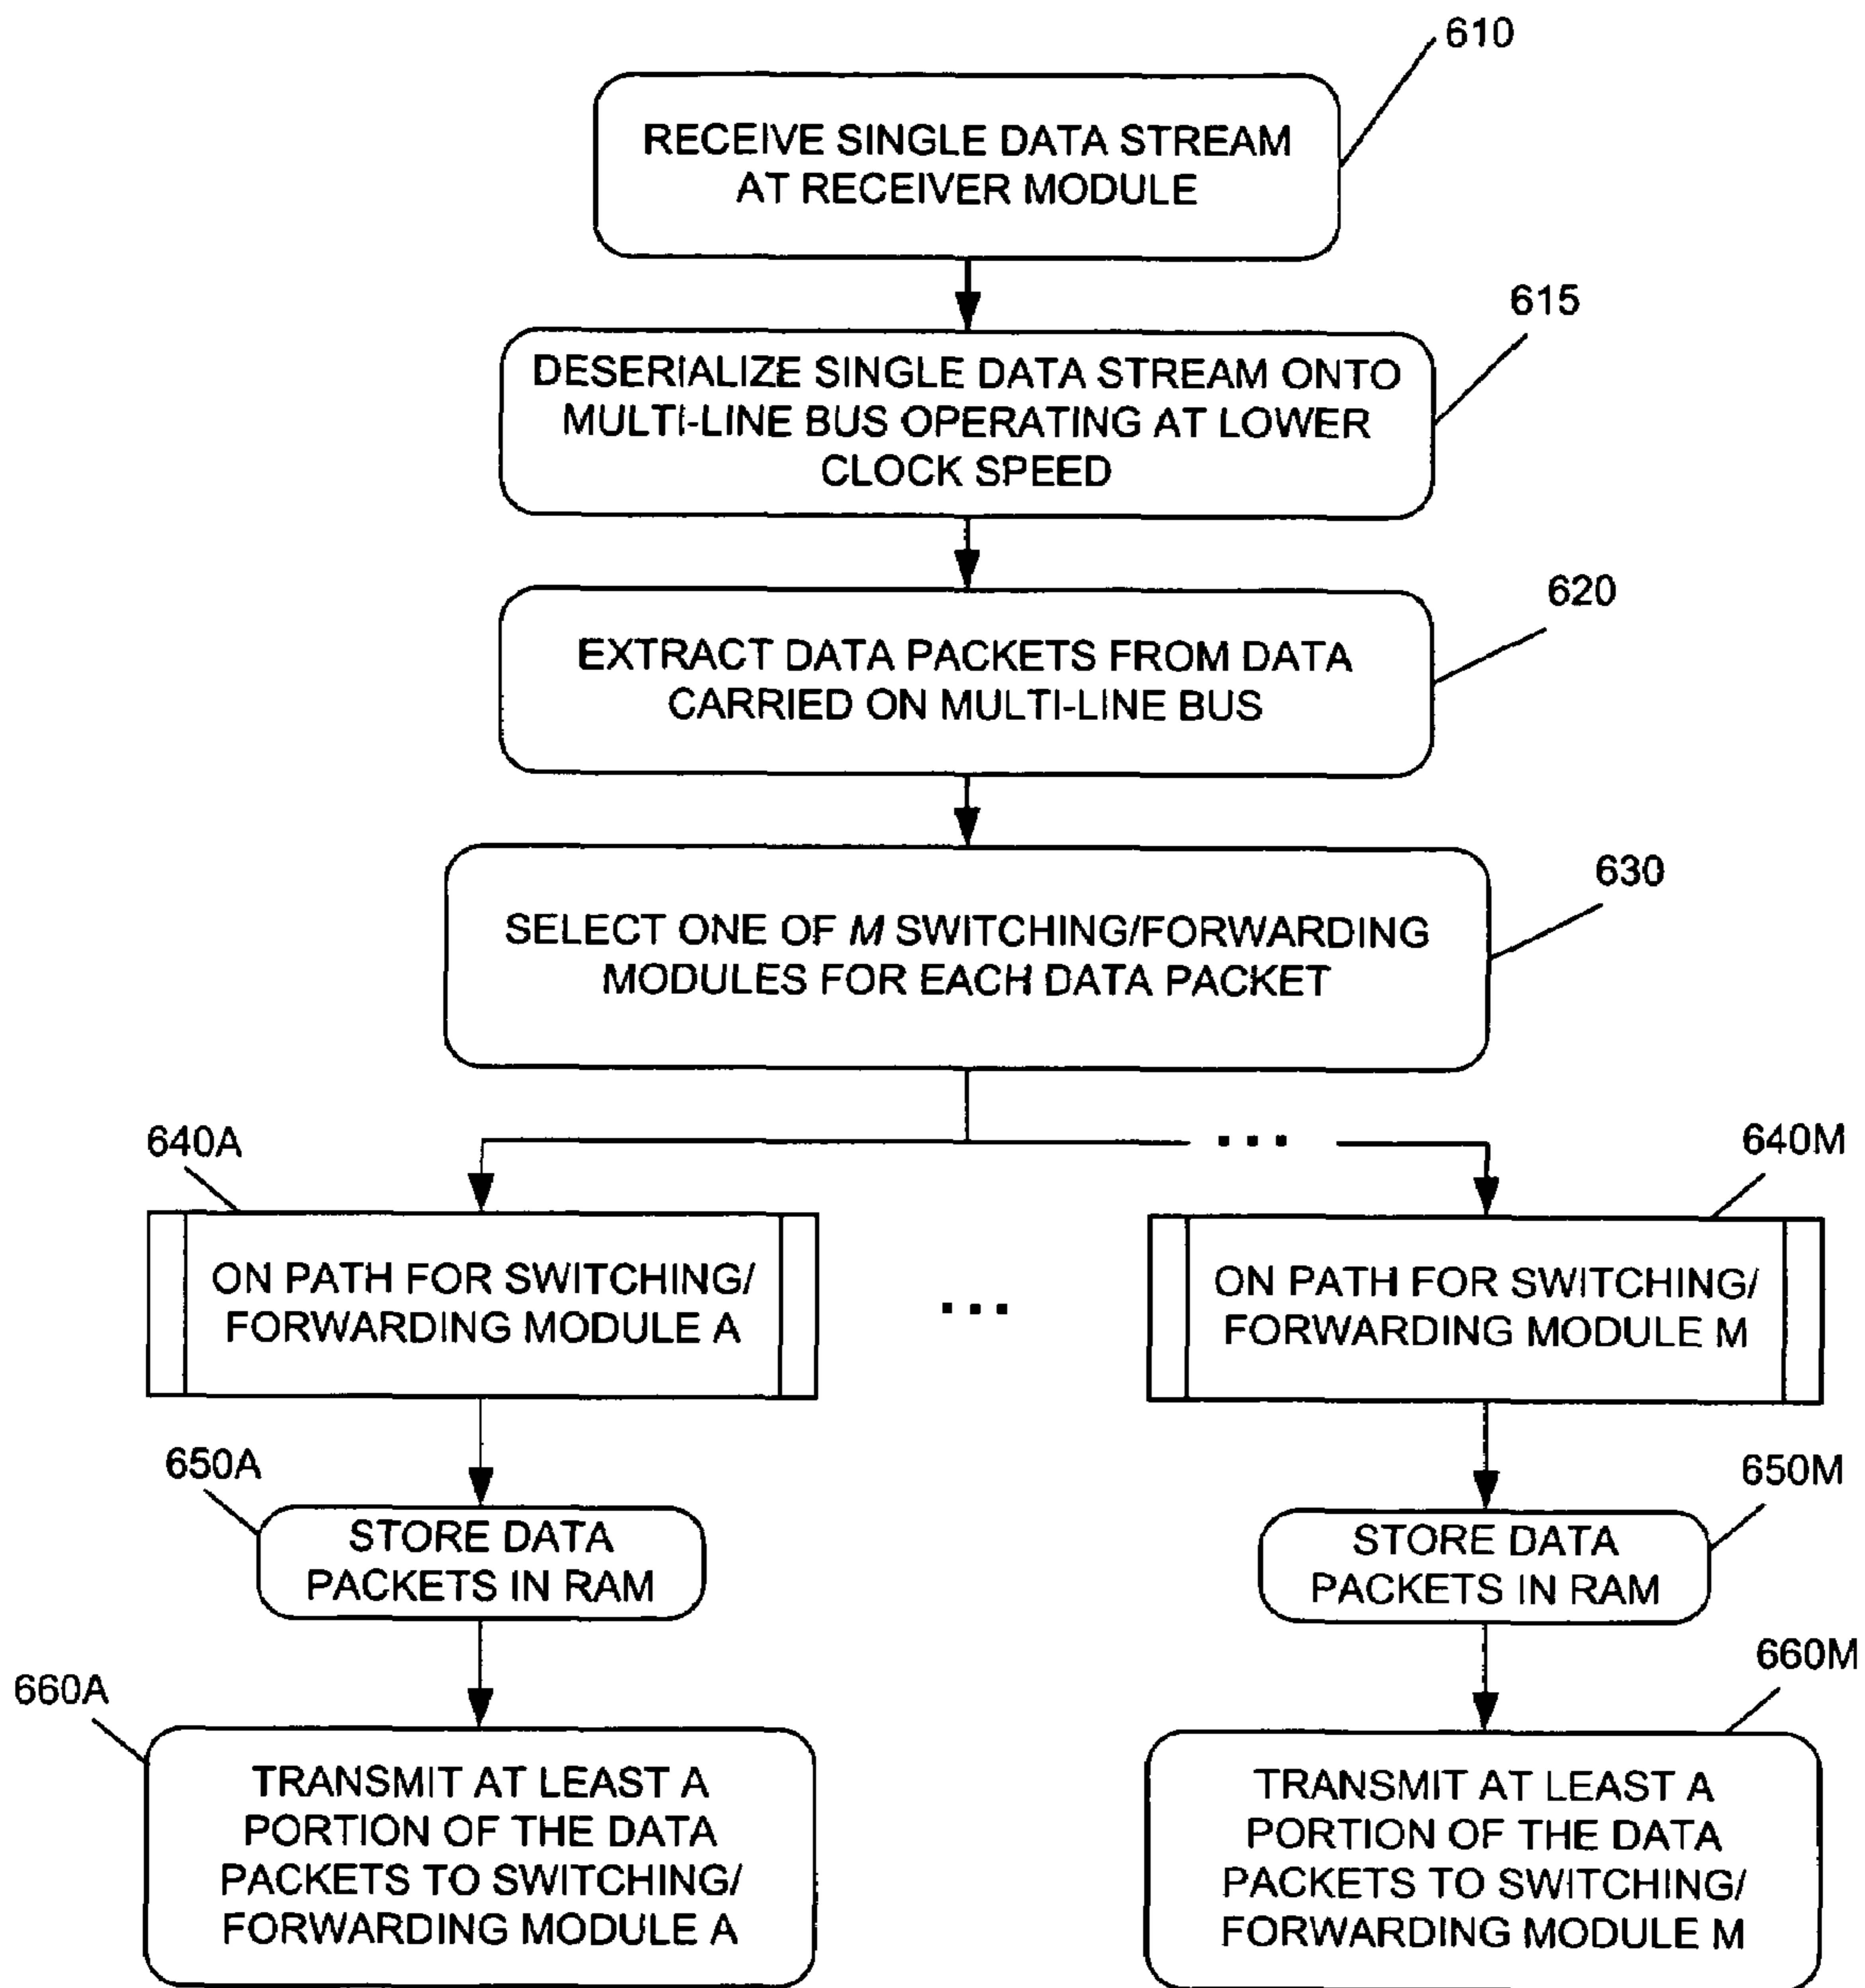 610
RECEIVE SINGLE DATA STREAM
AT RECEIVER MODULE
615
DESERIALIZE SINGLE DATA STREAM ONTO
MULTI-LINE BUS OPERATING AT LOWER
CLOCK SPEED
620
EXTRACT DATA PACKETS FROM DATA
CARRIED ON MULTI-LINE BUS
630
SELECT ONE OF M SWITCHING/FORWARDING
MODULES FOR EACH DATA PACKET
640A
...
640M
ON PATH FOR SWITCHING/
FORWARDING MODULE A
...
ON PATH FOR SWITCHING/
FORWARDING MODULE M
650A
STORE DATA
PACKETS IN RAM
650M
STORE DATA
PACKETS IN RAM
660A
TRANSMIT AT LEAST A
PORTION OF THE DATA
PACKETS TO SWITCHING/
FORWARDING MODULE A
660M
TRANSMIT AT LEAST A
PORTION OF THE DATA
PACKETS TO SWITCHING/
FORWARDING MODULE M